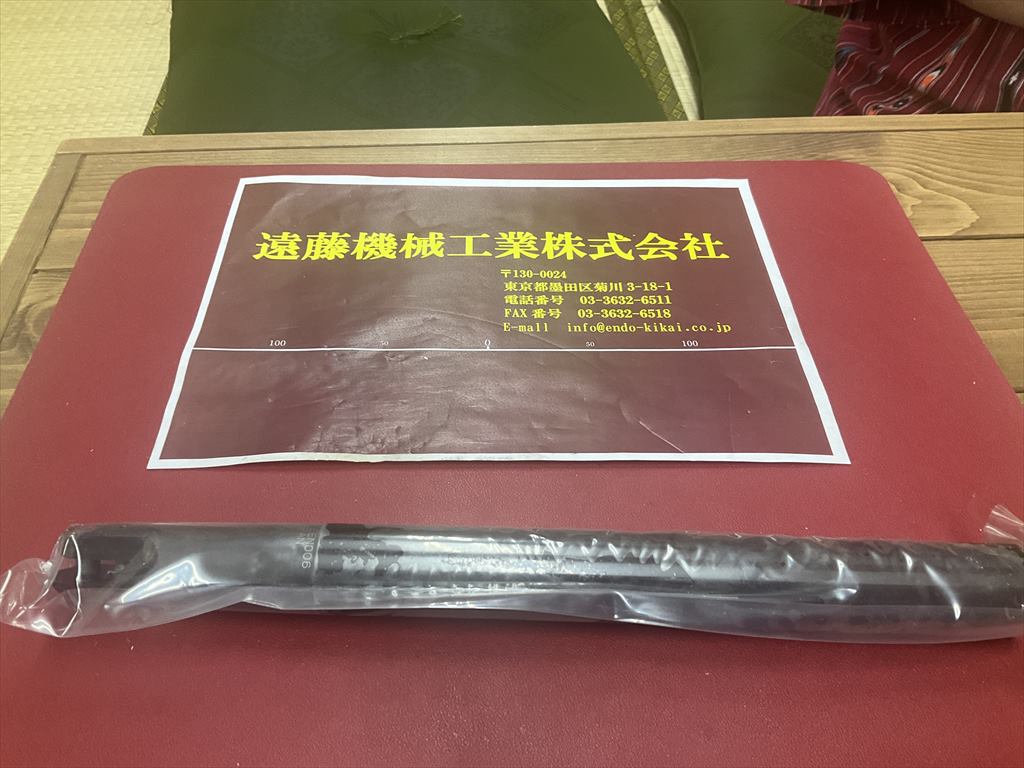 遠藤機械工業株式会社
〒130-0024
東京都墨田区菊川 3-18-1
電話番号 03-3632-6511
FAX 番号 03-3632-6518
E-mail info@endo-kikai.co.jp
100 50 0 50 100
ENDO6